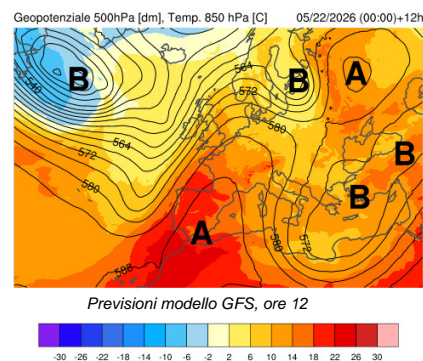 Geopotenziale 500hPa [dm], Temp. 850 hPa [C] 05/22/2026 (00:00)+12h
540
B
564
572
B
A
580
564
572
580
B
B
A
580
572
588
Previsioni modello GFS, ore 12
-30 -26 -22 -18 -14 -10 -6 -2 2 6 10 14 18 22 26 30